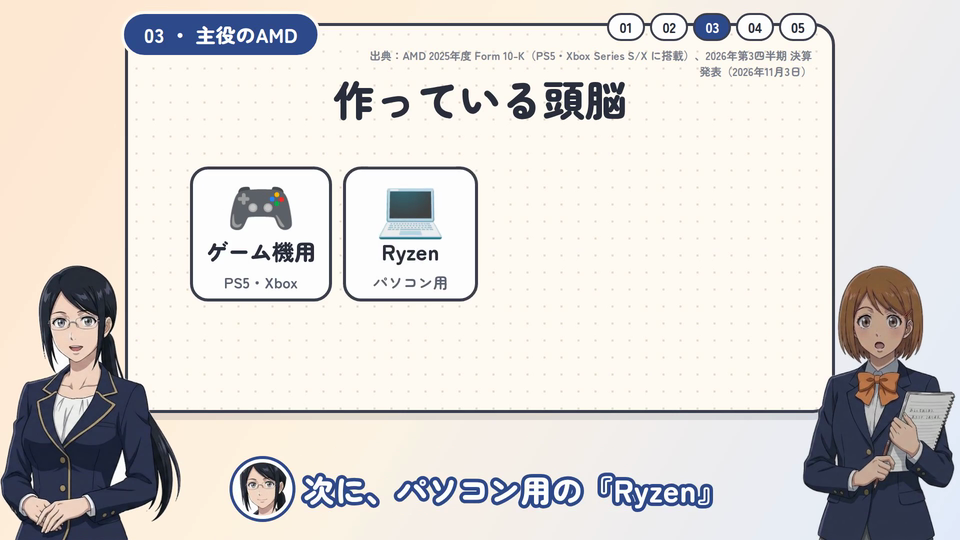 03 ・ 主役のAMD
01 02 03 04 05
出典：AMD 2025年度 Form 10-K（PS5・Xbox Series S/X に搭載）、2026年第3四半期 決算
発表（2026年11月3日）
作っている頭脳
ゲーム機用
PS5・Xbox
Ryzen
パソコン用
次に、パソコン用の『Ryzen』